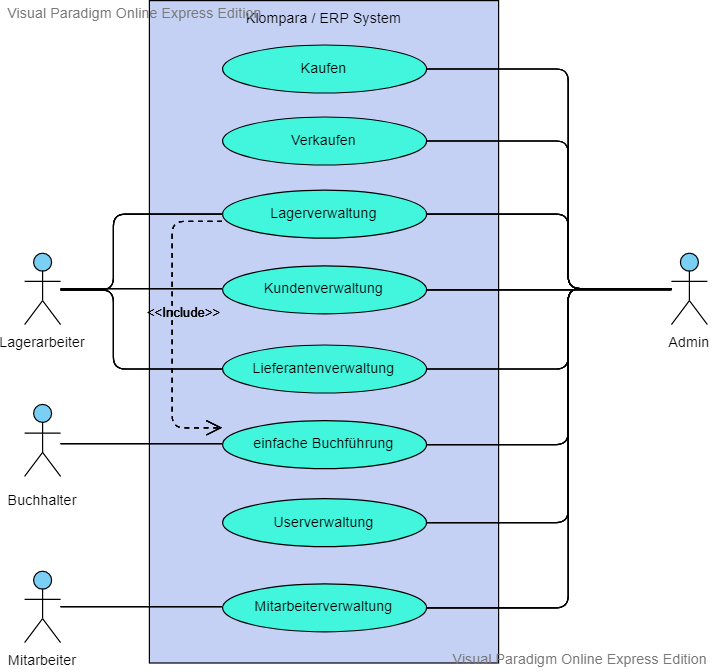 Visual Paradigm Online Express Edition
Klompara / ERP System
Kaufen
Verkaufen
Lagerverwaltung
Kundenverwaltung
<<Include>>
Lagerarbeiter
Admin
Lieferantenverwaltung
einfache Buchführung
Buchhalter
Userverwaltung
Mitarbeiterverwaltung
Mitarbeiter
Visual Paradigm Online Express Edition